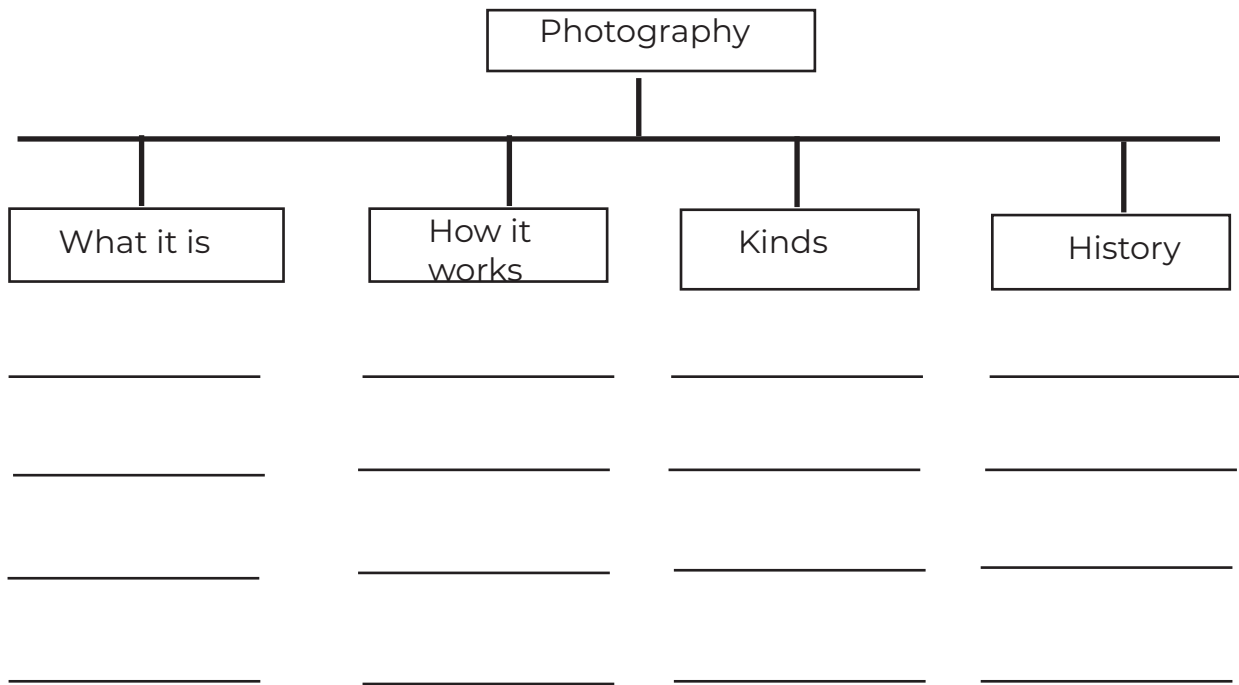 Photography
What it is
How it
works
Kinds
History